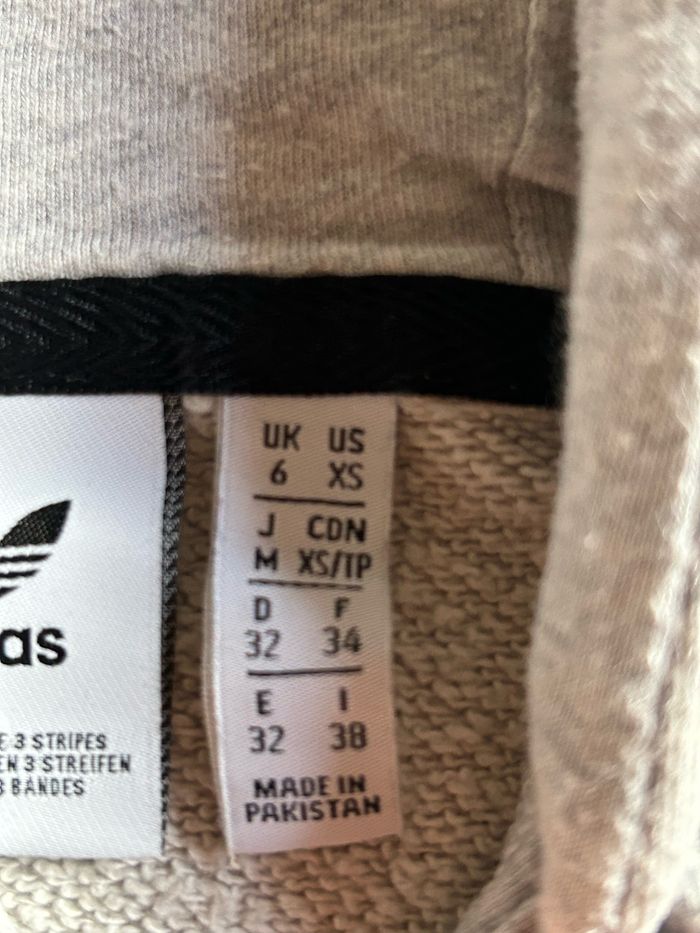 as
E 3 STRIPES
EN 3 STREIFEN
3 BANDES
UK US
6 XS
J CDN
M XS/TP
D F
32 34
E I
32 38
MADE IN
PAKISTAN